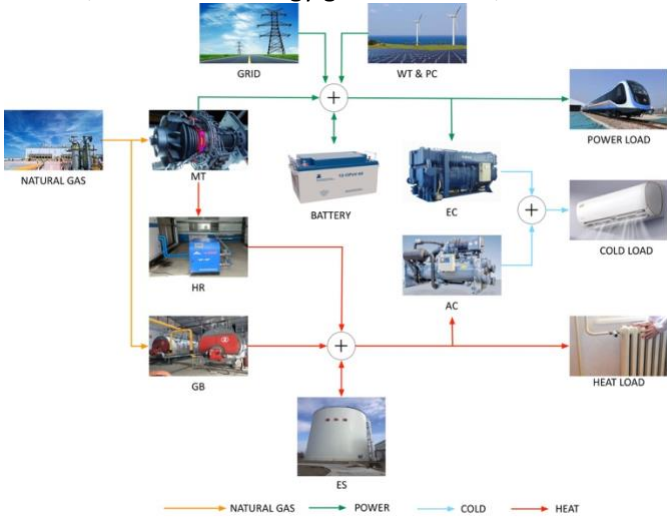 GRID
WT & PC
POWER LOAD
NATURAL GAS
MT
BATTERY
EC
COLD LOAD
HR
AC
GB
HEAT LOAD
ES
NATURAL GAS
POWER
COLD
HEAT